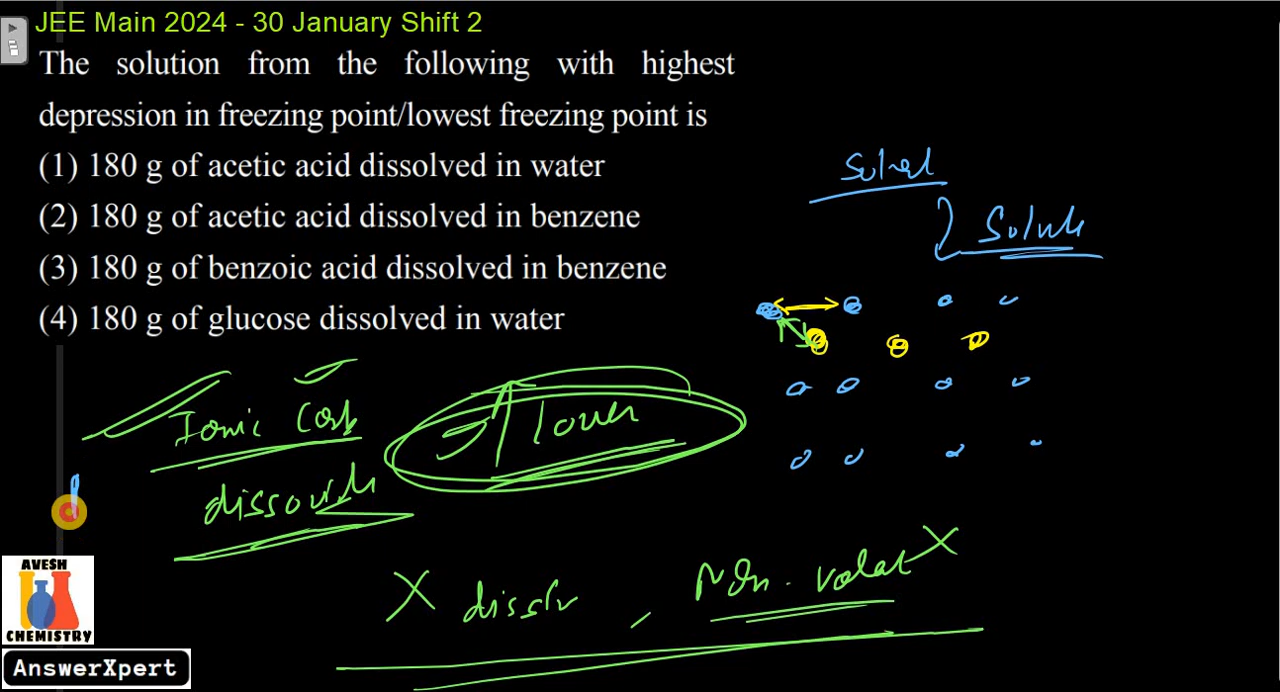 JEE Main 2024 - 30 January Shift 2
The solution from the following with highest
depression in freezing point/lowest freezing point is
(1) 180 g of acetic acid dissolved in water
(2) 180 g of acetic acid dissolved in benzene
(3) 180 g of benzoic acid dissolved in benzene
(4) 180 g of glucose dissolved in water
Ionic
lower
X
Non-volat X
AVESH
CHEMISTRY
AnswerXpert